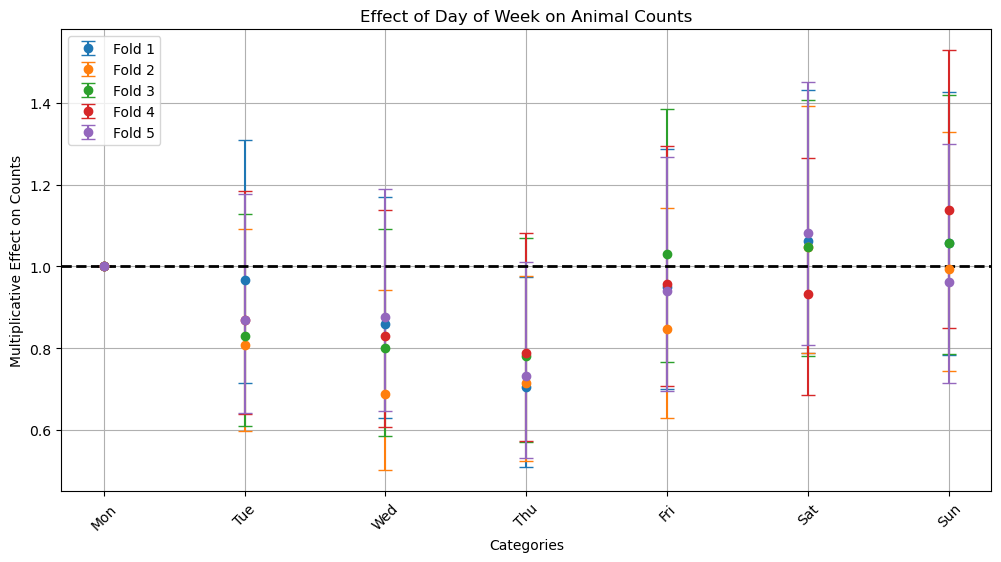 Effect of Day of Week on Animal Counts
Fold 1
Fold 2
Fold 3
Fold 4
Fold 5
Multiplicative Effect on Counts
1.4
1.2
1.0
0.8
0.6
Mon
Tue
Wed
Thu
Fri
Sat
Sun
Categories